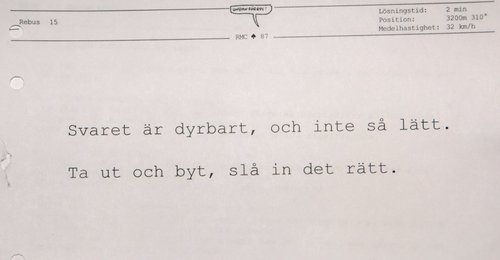 Rebus 15
Lösningstid: 2 min
Position: 3200m 310°
Medelhastighet: 32 km/h
RMC ♠ 87
Svaret är dyrbart, och inte så lätt.
Ta ut och byt, slå in det rätt.